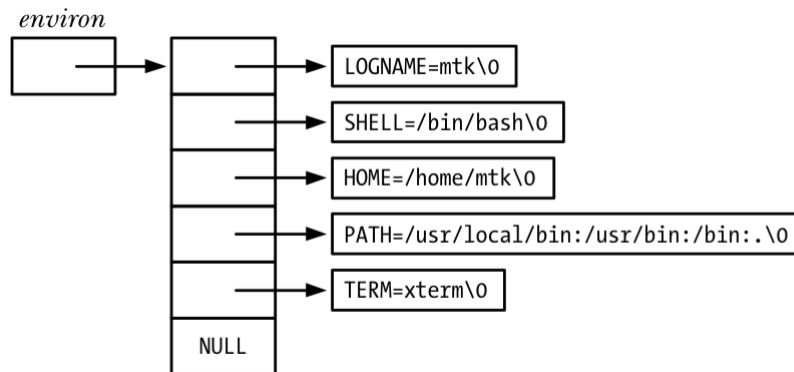 environ
LOGNAME=mtk\0
SHELL=/bin/bash\0
HOME=/home/mtk\0
PATH=/usr/local/bin:/usr/bin:/bin:.\0
TERM=xterm\0
NULL